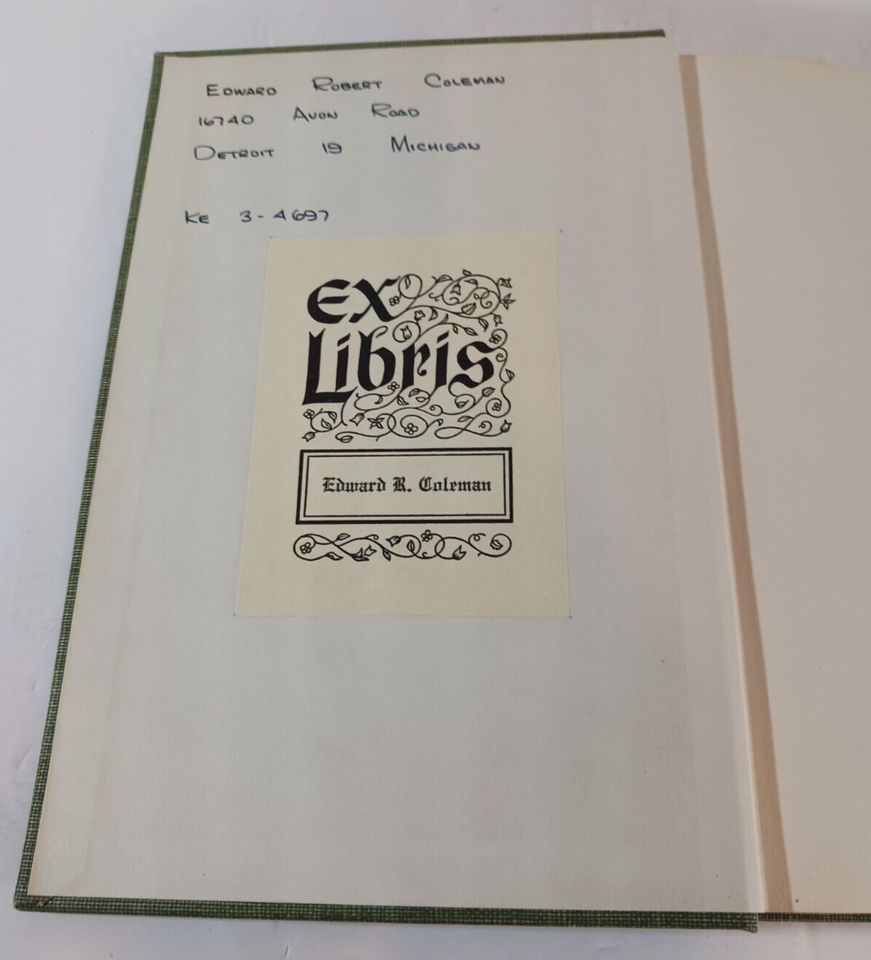 Edward Robert Coleman
16740 Avon Road
Detroit 19 Michigan
KE 3-4697
Ex
Libris
Edward R. Coleman